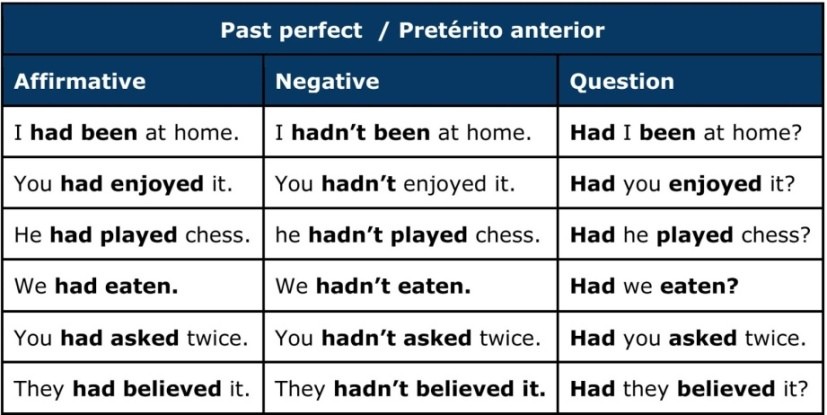 Past perfect / Pretérito anterior
Affirmative Negative Question
I had been at home. I hadn’t been at home. Had I been at home?
You had enjoyed it. You hadn’t enjoyed it. Had you enjoyed it?
He had played chess. he hadn’t played chess. Had he played chess?
We had eaten. We hadn’t eaten. Had we eaten?
You had asked twice. You hadn’t asked twice. Had you asked twice.
They had believed it. They hadn’t believed it. Had they believed it?